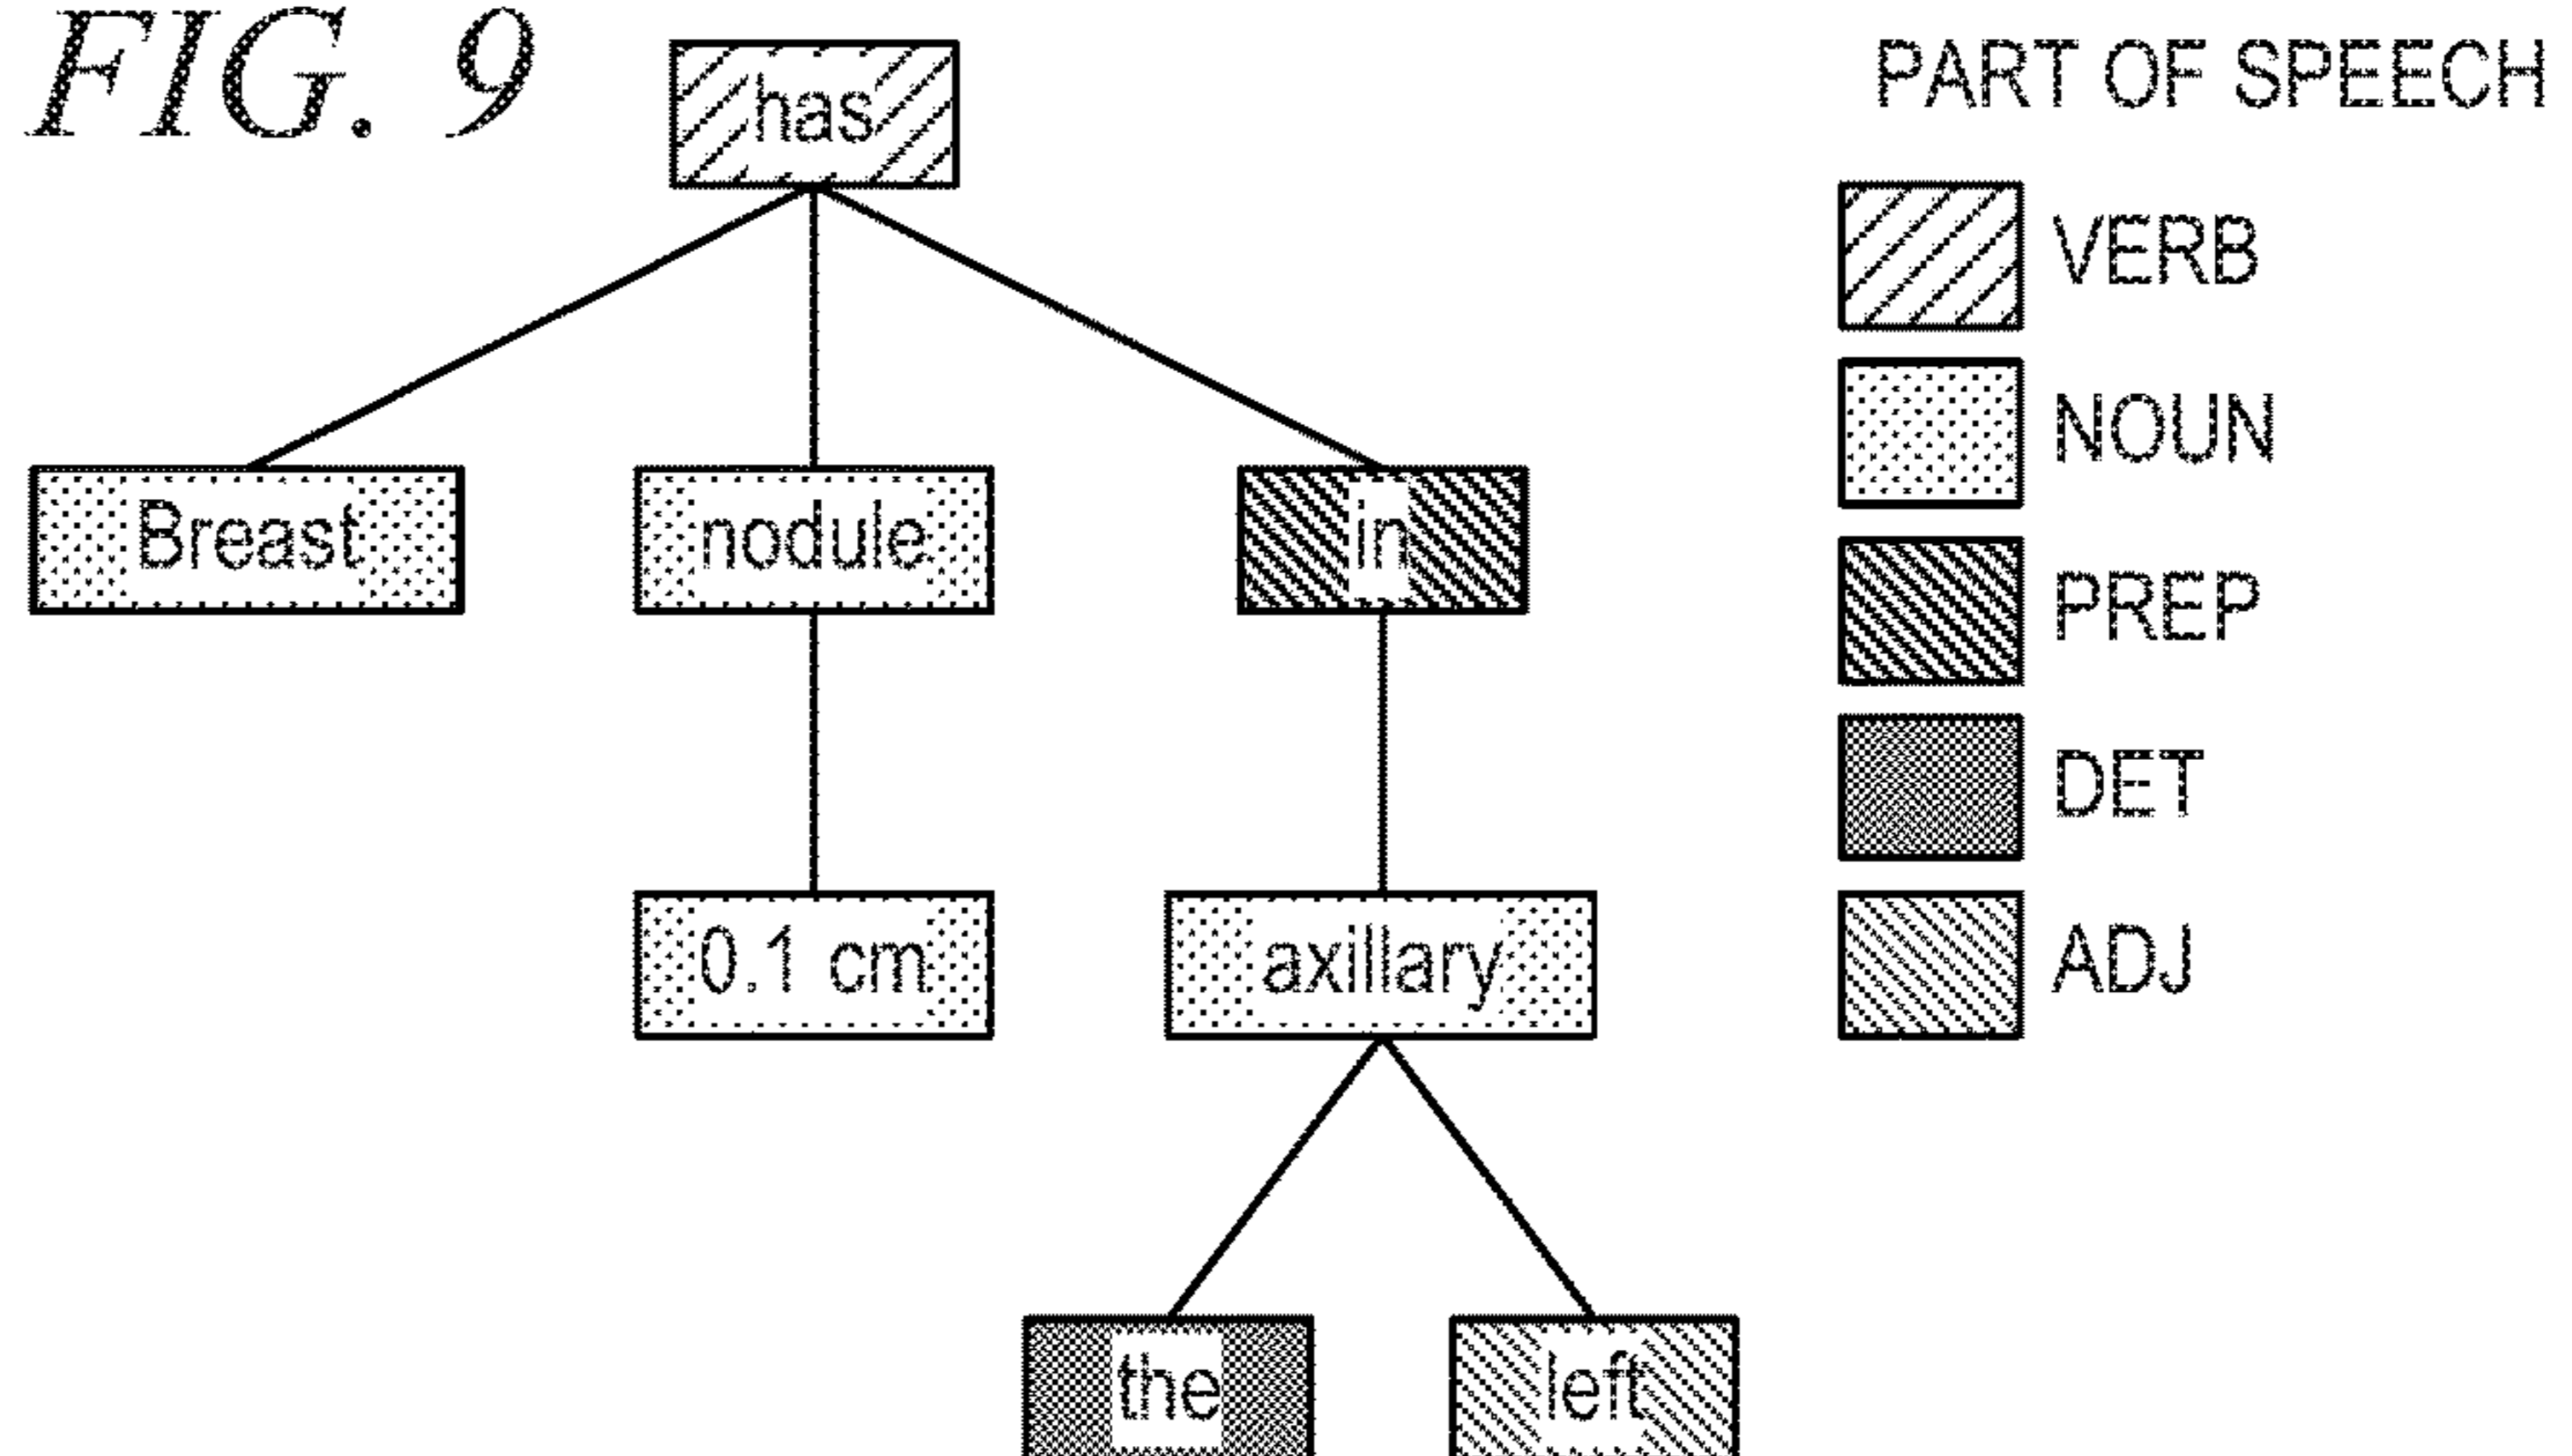 FIG. 9
has
PART OF SPEECH
VERB
NOUN
Breast
nodule
in
PREP
DET
0.1 cm
axillary
ADJ
the
left